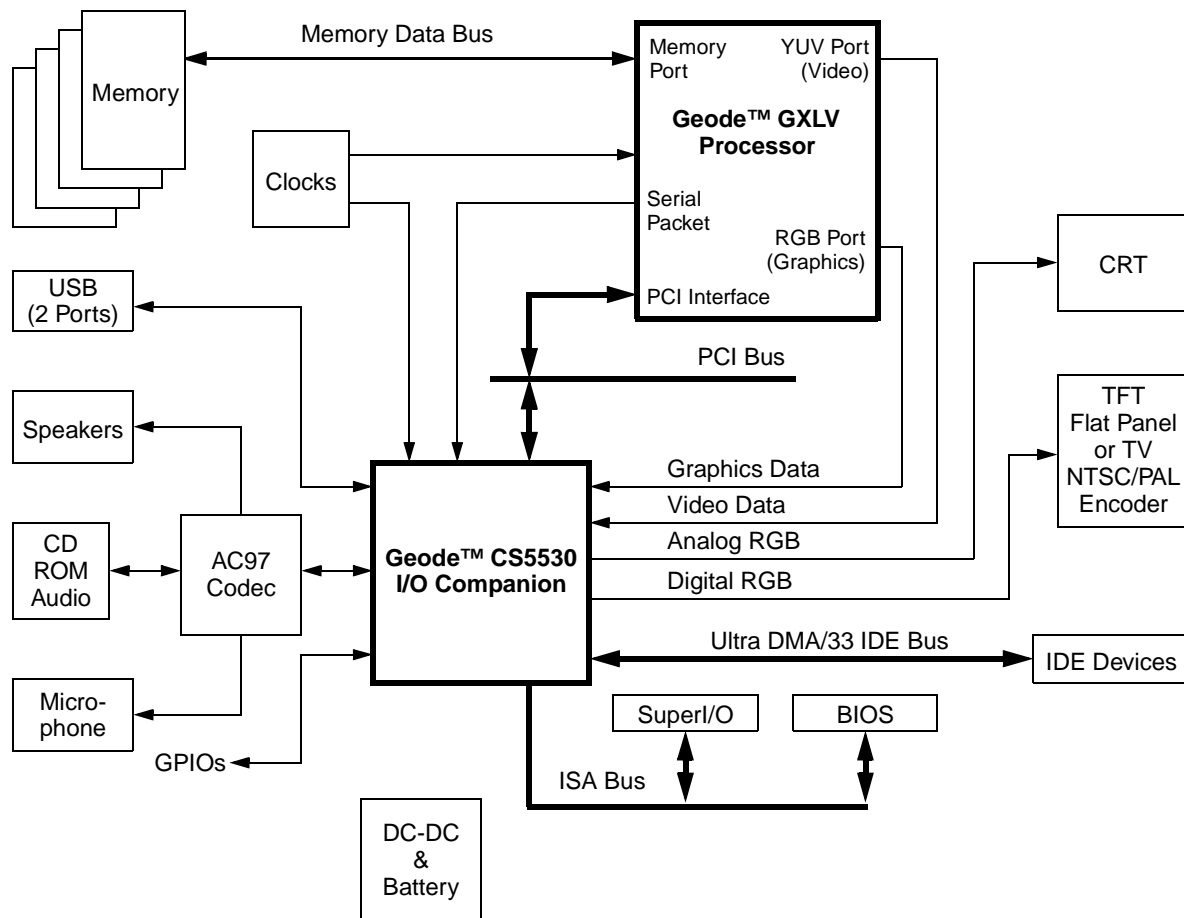 Memory Data Bus
Memory
Port
YUV Port
(Video)
Memory
Geode™ GXLV
Processor
Clocks
Serial
Packet
RGB Port
(Graphics)
CRT
USB
(2 Ports)
PCI Interface
PCI Bus
TFT
Flat Panel
or TV
NTSC/PAL
Encoder
Speakers
Graphics Data
Video Data
Analog RGB
Digital RGB
CD
ROM
Audio
AC97
Codec
Geode™ CS5530
I/O Companion
Ultra DMA/33 IDE Bus
IDE Devices
Micro-
phone
SuperI/O
BIOS
GPIOs
ISA Bus
DC-DC
&
Battery